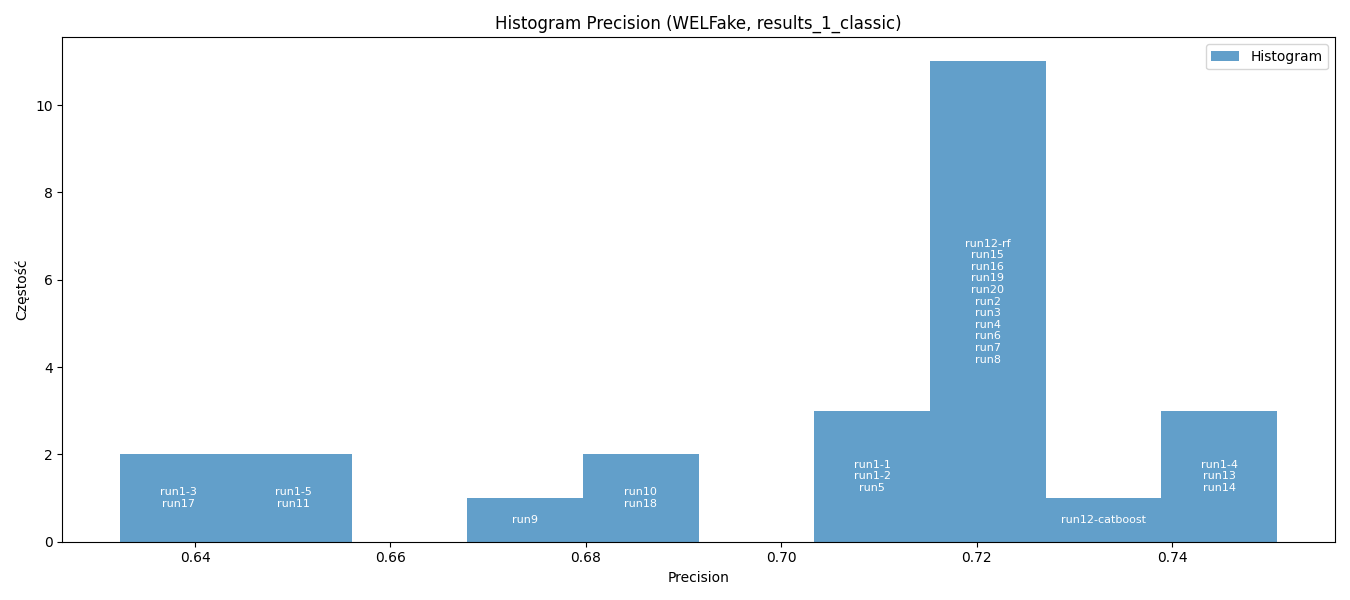 Histogram Precision (WELFake, results_1_classic)
Histogram
Częstość
10
8
6
4
2
0
run1-3
run17
run1-5
run11
run9
run10
run18
run1-1
run1-2
run5
run12-rf
run15
run16
run19
run20
run2
run3
run4
run6
run7
run8
run12-catboost
run1-4
run13
run14
0.64
0.66
0.68
0.70
0.72
0.74
Precision